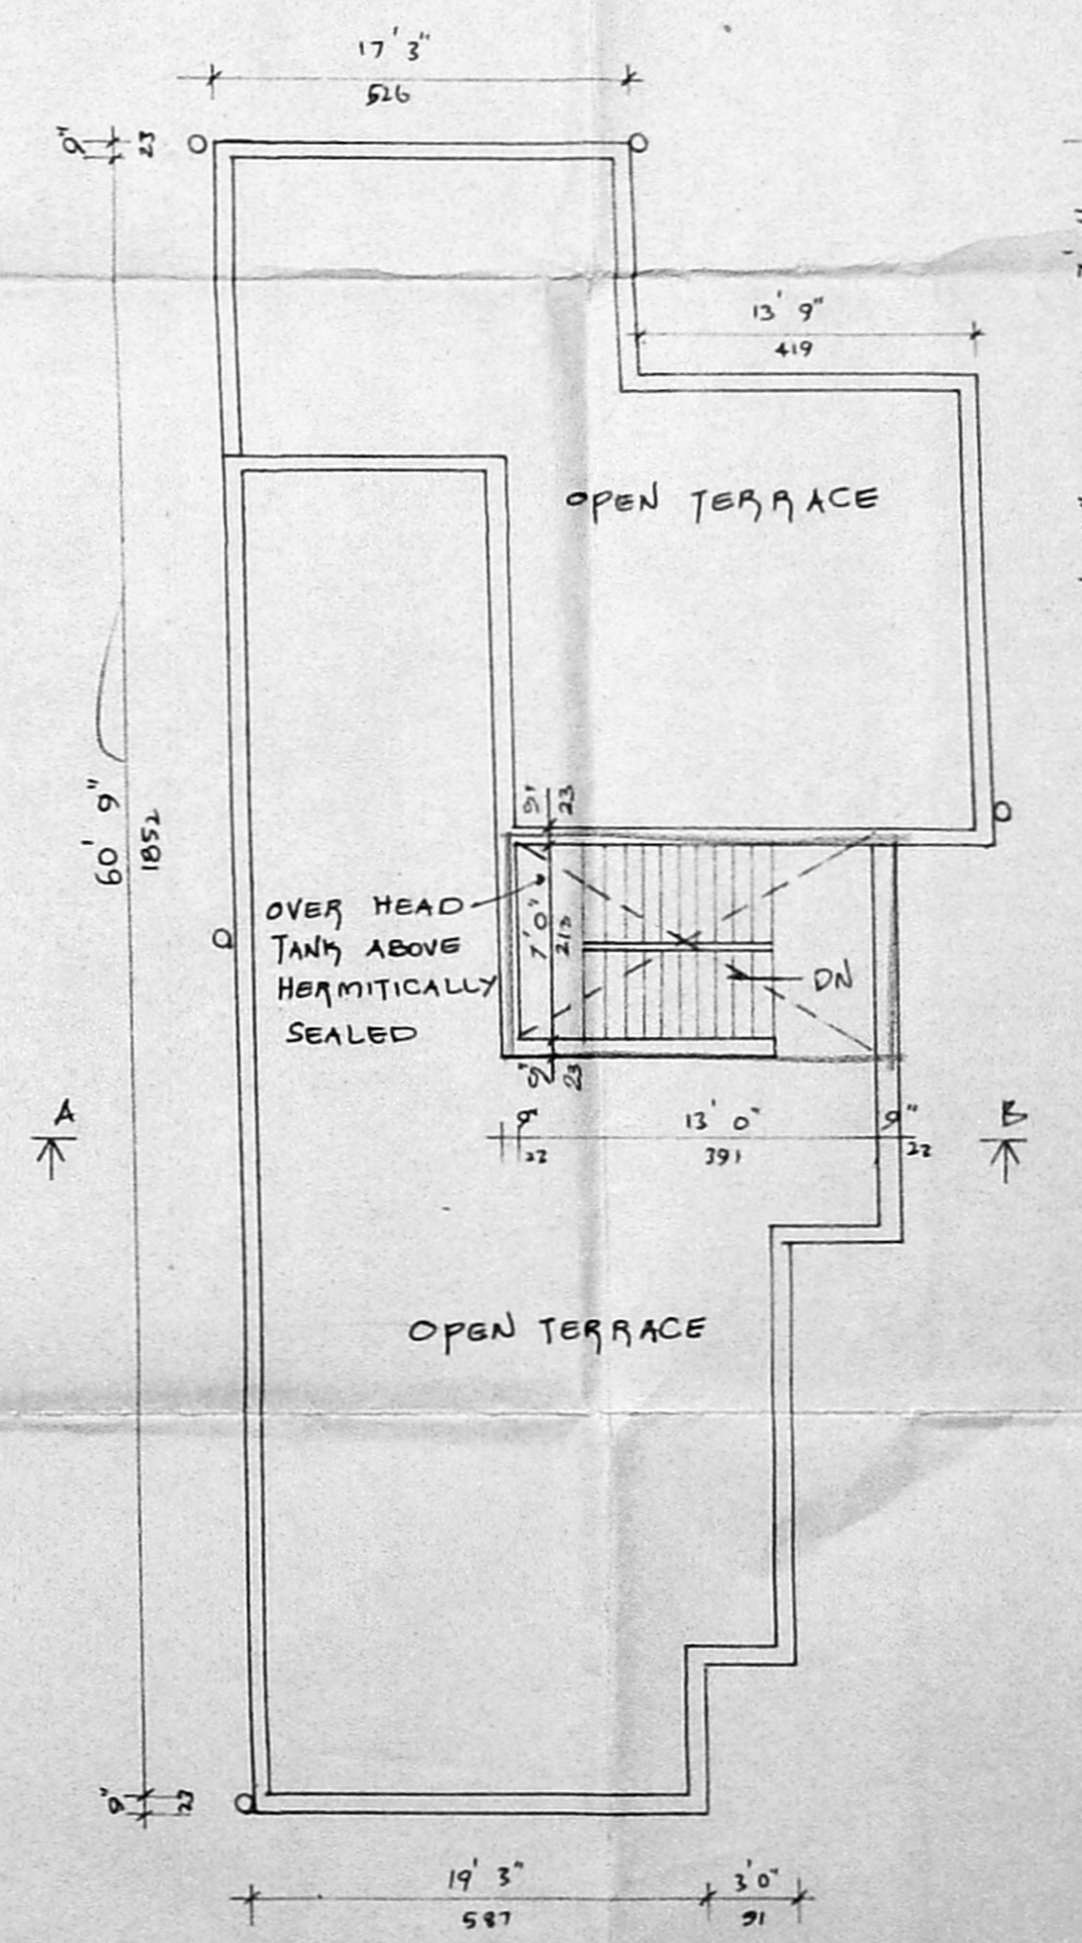 17' 3"
526
9"
23
13' 9"
419
OPEN TERRACE
9"
23
60' 9"
1852
OVER HEAD
TANK ABOVE
HERMITICALLY
SEALED
7' 0"
213
DN
9"
23
A
9"
22
13' 0"
391
9"
22
B
OPEN TERRACE
9"
23
19' 3"
587
3' 0"
91